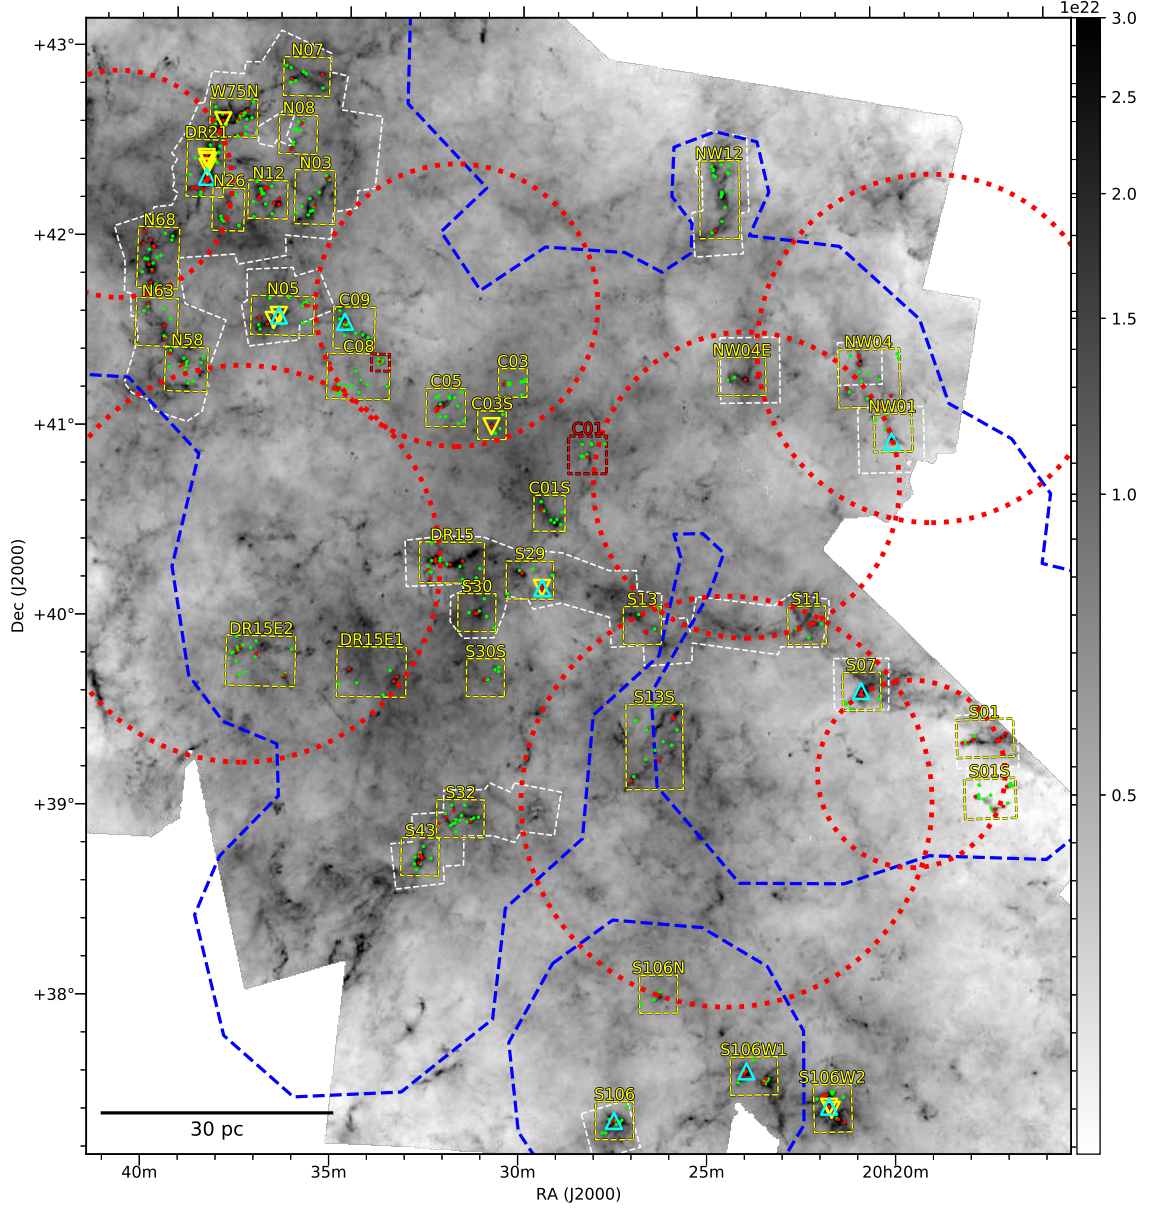 1e22
+43°
+42°
+41°
+40°
+39°
+38°
Dec (J2000)
N07
W75N
N08
DR21
N26
N12
N03
N68
N63
N05
C09
N58
C08
C05
C03
C03S
C01
C01S
NW12
NW04E
NW04
NW01
DR15
S29
S30
S13
S11
DR15E2
DR15E1
S30S
S07
S13S
S01
S01S
S32
S43
S106N
S106W1
S106W2
S106
30 pc
40m
35m
30m
25m
20h20m
RA (J2000)
3.0
2.5
2.0
1.5
1.0
0.5